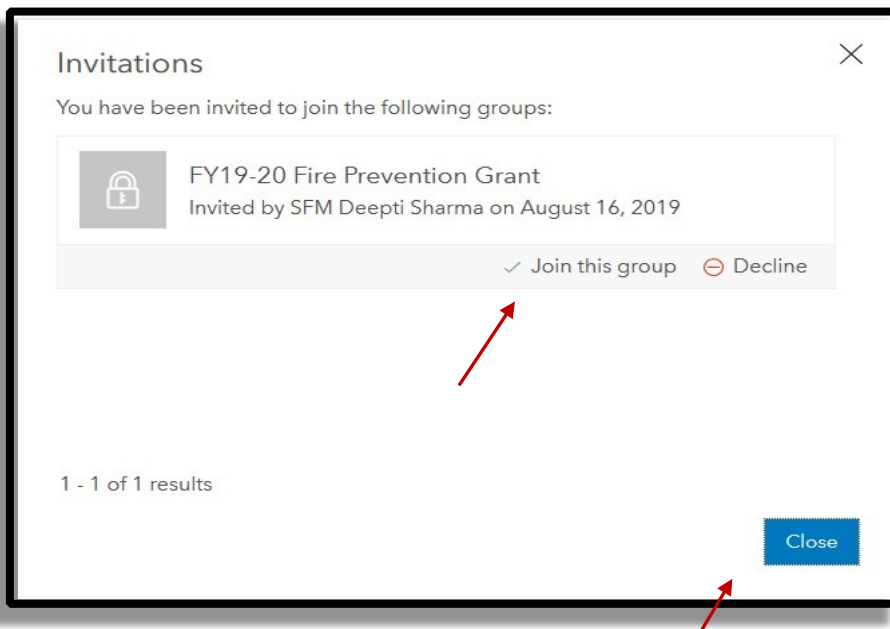 Invitations
You have been invited to join the following groups:
FY19-20 Fire Prevention Grant
Invited by SFM Deepti Sharma on August 16, 2019
Join this group Decline
1 - 1 of 1 results
Close